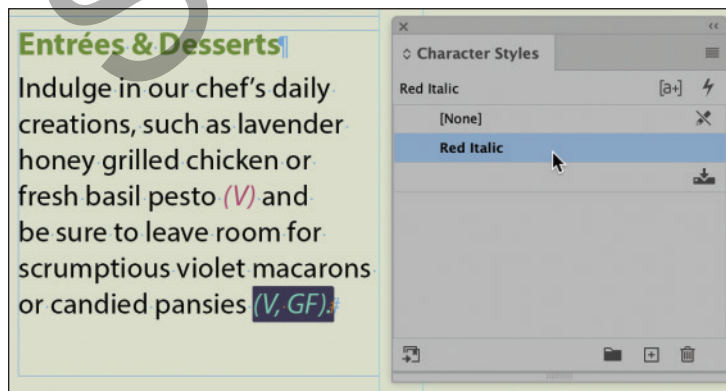 Entrées & Desserts¶
Indulge in our chef’s daily
creations, such as lavender
honey grilled chicken or
fresh basil pesto (V) and
be sure to leave room for
scrumptious violet macarons
or candied pansies (V, GF).#
Character Styles
Red Italic
[a+]
[None]
Red Italic